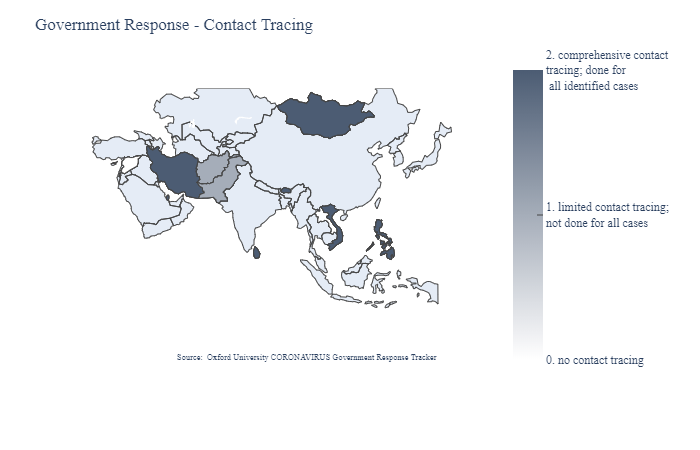 Government Response - Contact Tracing
2. comprehensive contact
tracing; done for
all identified cases
1. limited contact tracing;
not done for all cases
0. no contact tracing
Source: Oxford University CORONAVIRUS Government Response Tracker